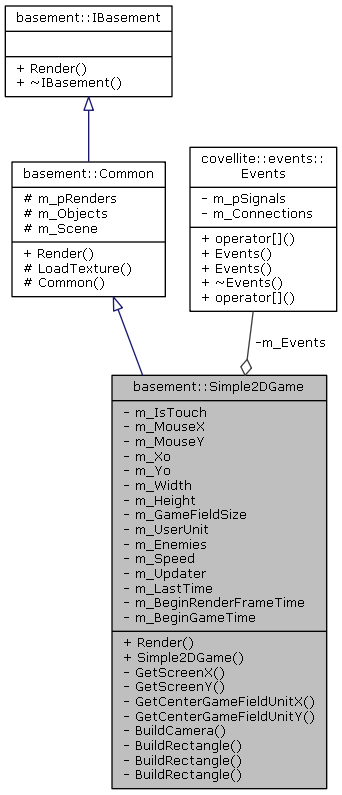 basement::IBasement
+ Render()
+ ~IBasement()
basement::Common
# m_pRenders
# m_Objects
# m_Scene
+ Render()
# LoadTexture()
# Common()
covellite::events::
Events
- m_pSignals
- m_Connections
+ operator[]()
+ Events()
+ Events()
+ ~Events()
+ operator[]()
-m_Events
basement::Simple2DGame
- m_IsTouch
- m_MouseX
- m_MouseY
- m_Xo
- m_Yo
- m_Width
- m_Height
- m_GameFieldSize
- m_UserUnit
- m_Enemies
- m_Speed
- m_Updater
- m_LastTime
- m_BeginRenderFrameTime
- m_BeginGameTime
+ Render()
+ Simple2DGame()
- GetScreenX()
- GetScreenY()
- GetCenterGameFieldUnitX()
- GetCenterGameFieldUnitY()
- BuildCamera()
- BuildRectangle()
- BuildRectangle()
- BuildRectangle()